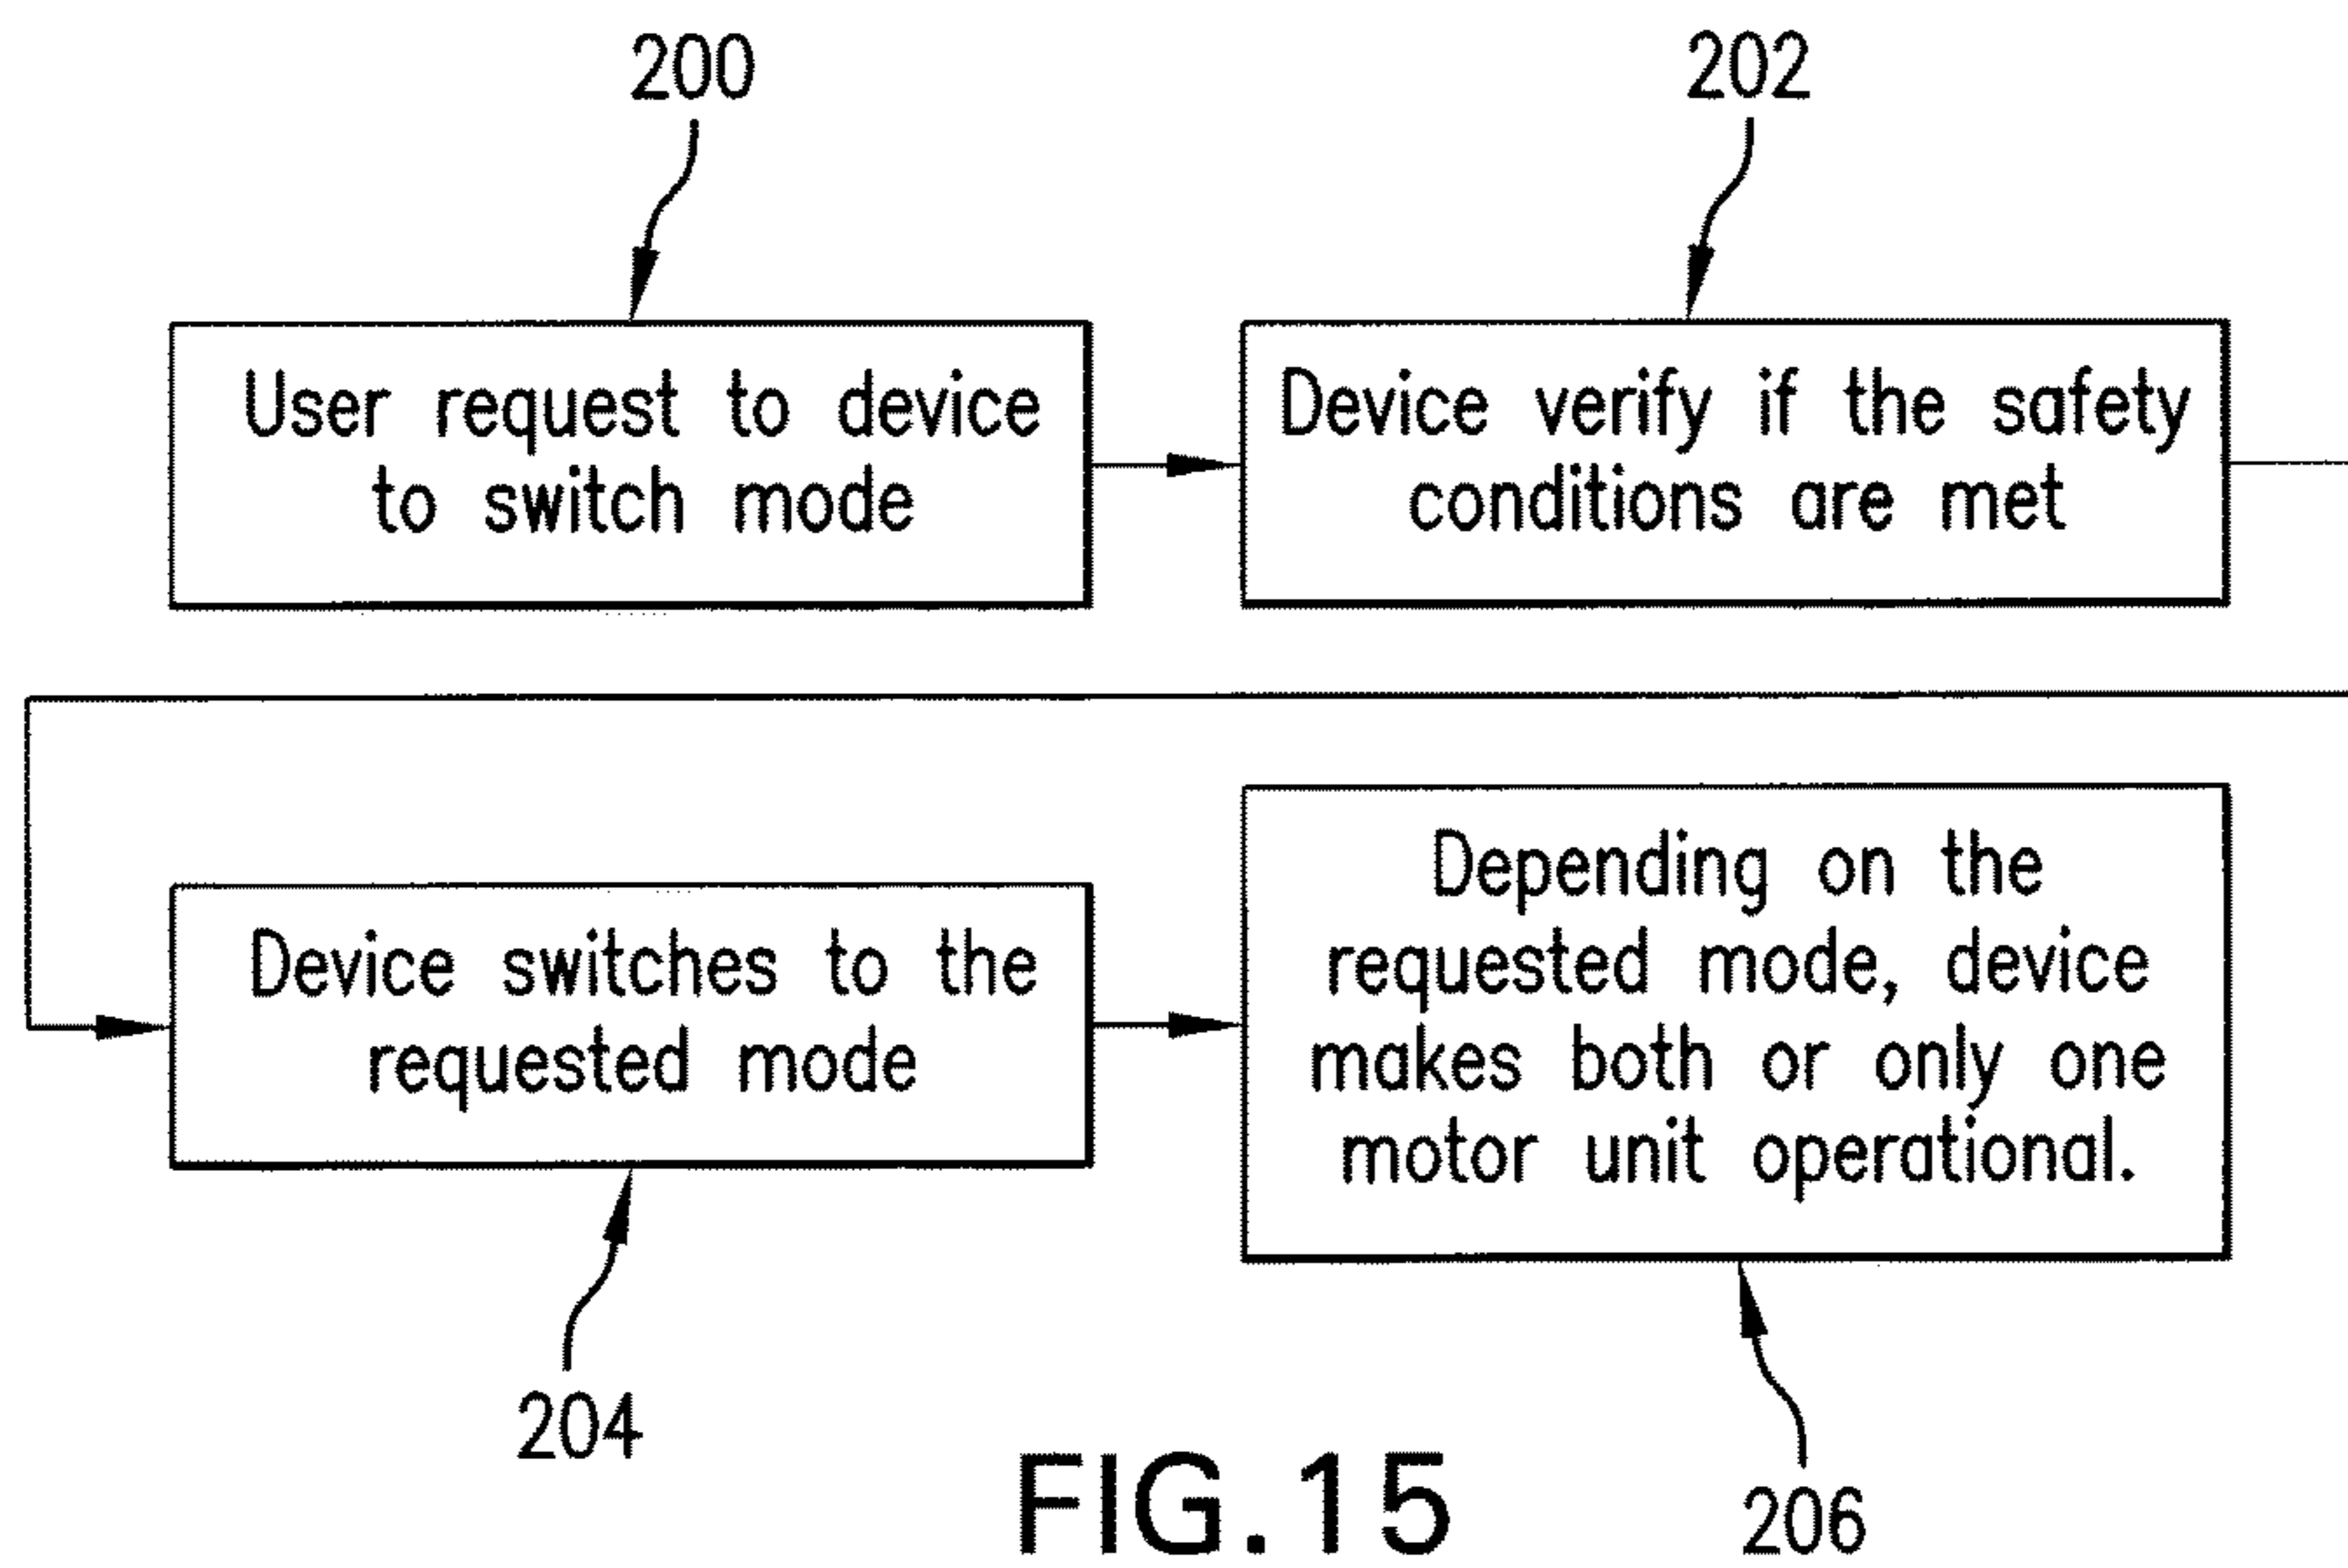 200
202
User request to device
to switch mode
Device verify if the safety
conditions are met
Device switches to the
requested mode
Depending on the
requested mode, device
makes both or only one
motor unit operational.
204
206
FIG.15